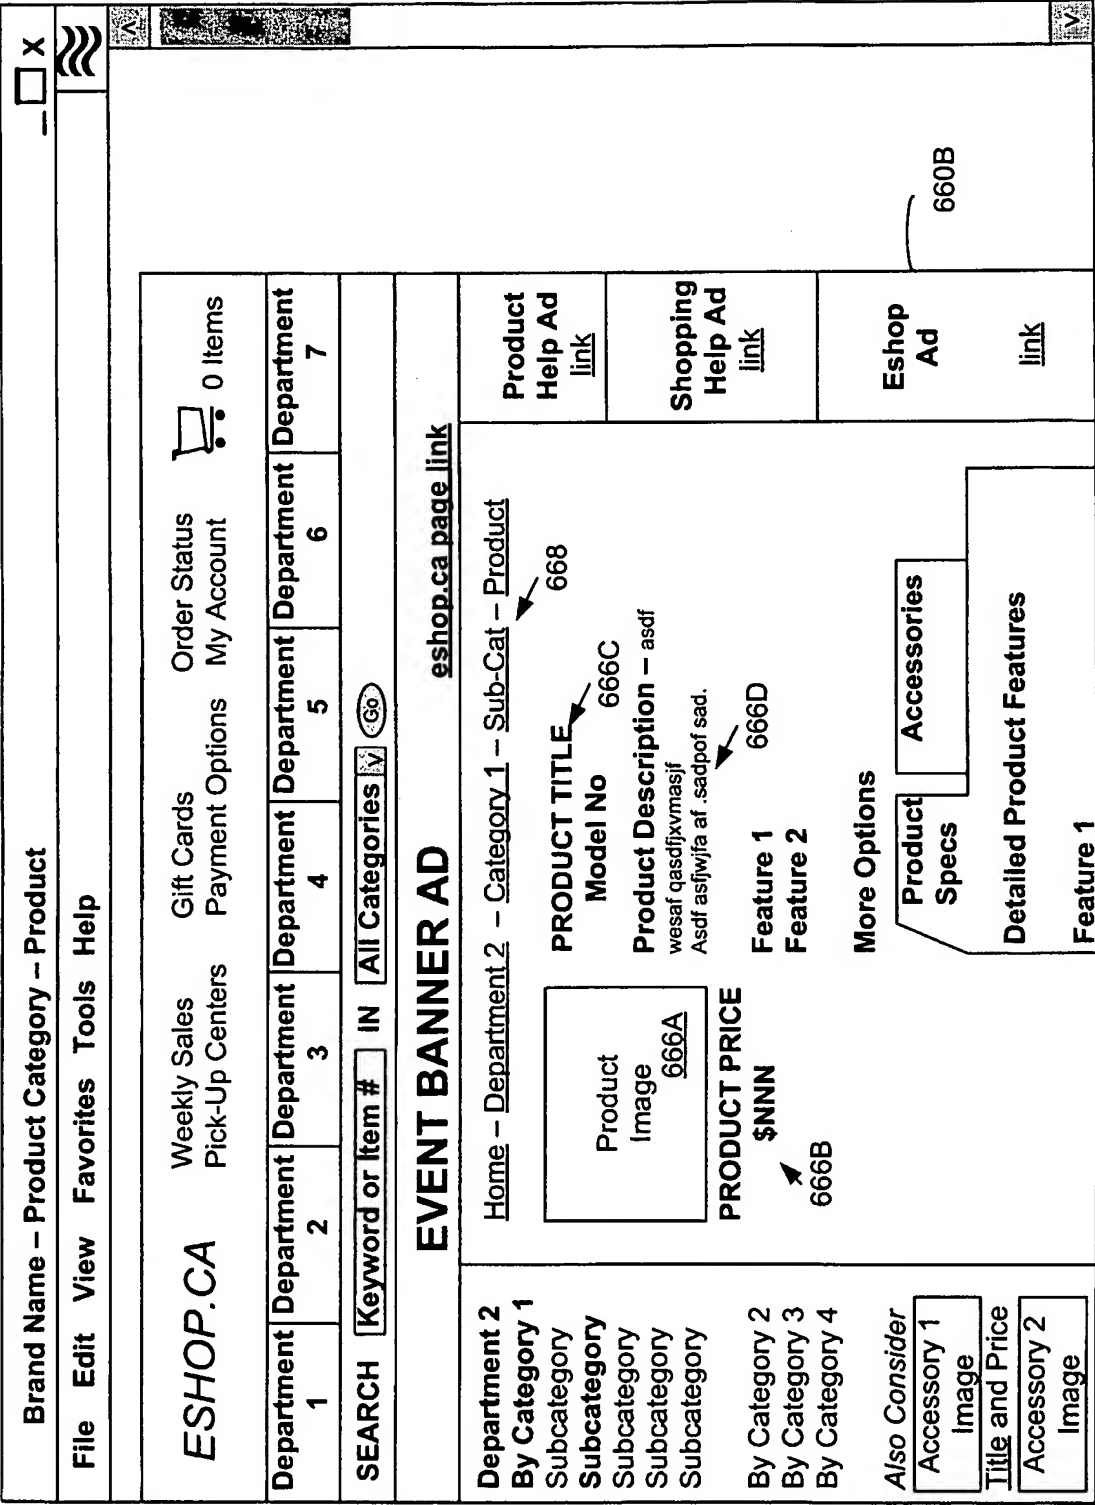 Brand Name – Product Category – Product
_ □ X
File Edit View Favorites Tools Help
ESHOP.CA
Weekly Sales Gift Cards Order Status
Pick-Up Centers Payment Options My Account 0 Items
Department 1
Department 2
Department 3
Department 4
Department 5
Department 6
Department 7
SEARCH Keyword or Item # IN All Categories v Go
EVENT BANNER AD
eshop.ca page link
Department 2
By Category 1
Subcategory
Subcategory
Subcategory
Subcategory
Subcategory
By Category 2
By Category 3
By Category 4
Also Consider
Accessory 1
Image
Title and Price
Accessory 2
Image
Home – Department 2 – Category 1 – Sub-Cat – Product
668
Product
Image
666A
PRODUCT PRICE
$NNN
666B
PRODUCT TITLE
666C
Model No
Product Description – asdf
wesaf qasdfjxvmasjf
Asdf asfjwjfa af .sadpof sad.
666D
Feature 1
Feature 2
More Options
Product
Specs
Accessories
Detailed Product Features
Feature 1
Product
Help Ad
link
Shopping
Help Ad
link
Eshop
Ad
link
660B